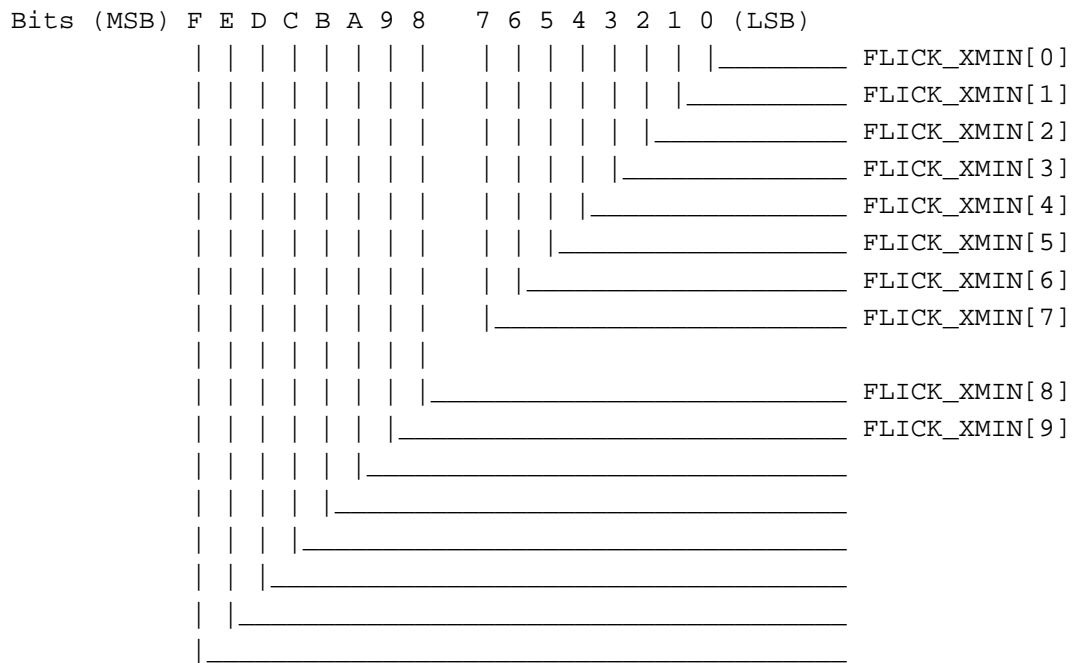 Bits (MSB) F E D C B A 9 8 7 6 5 4 3 2 1 0 (LSB)
FLICK_XMIN[0]
FLICK_XMIN[1]
FLICK_XMIN[2]
FLICK_XMIN[3]
FLICK_XMIN[4]
FLICK_XMIN[5]
FLICK_XMIN[6]
FLICK_XMIN[7]
FLICK_XMIN[8]
FLICK_XMIN[9]